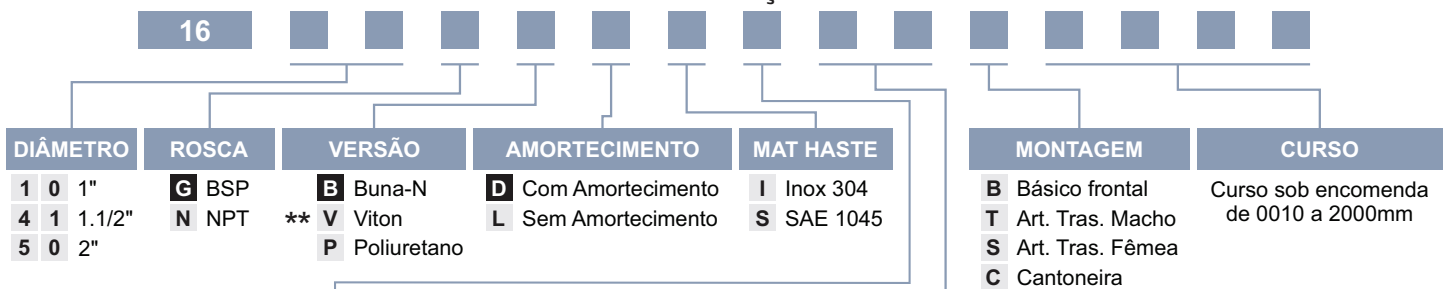 16
DIÂMETRO
1 0 1"
4 1 1.1/2"
5 0 2"
ROSCA
G BSP
N NPT
VERSÃO
B Buna-N
** V Viton
P Poliuretano
AMORTECIMENTO
D Com Amortecimento
L Sem Amortecimento
MAT HASTE
I Inox 304
S SAE 1045
MONTAGEM
B Básico frontal
T Art. Tras. Macho
S Art. Tras. Fêmea
C Cantoneira
CURSO
Curso sob encomenda
de 0010 a 2000mm